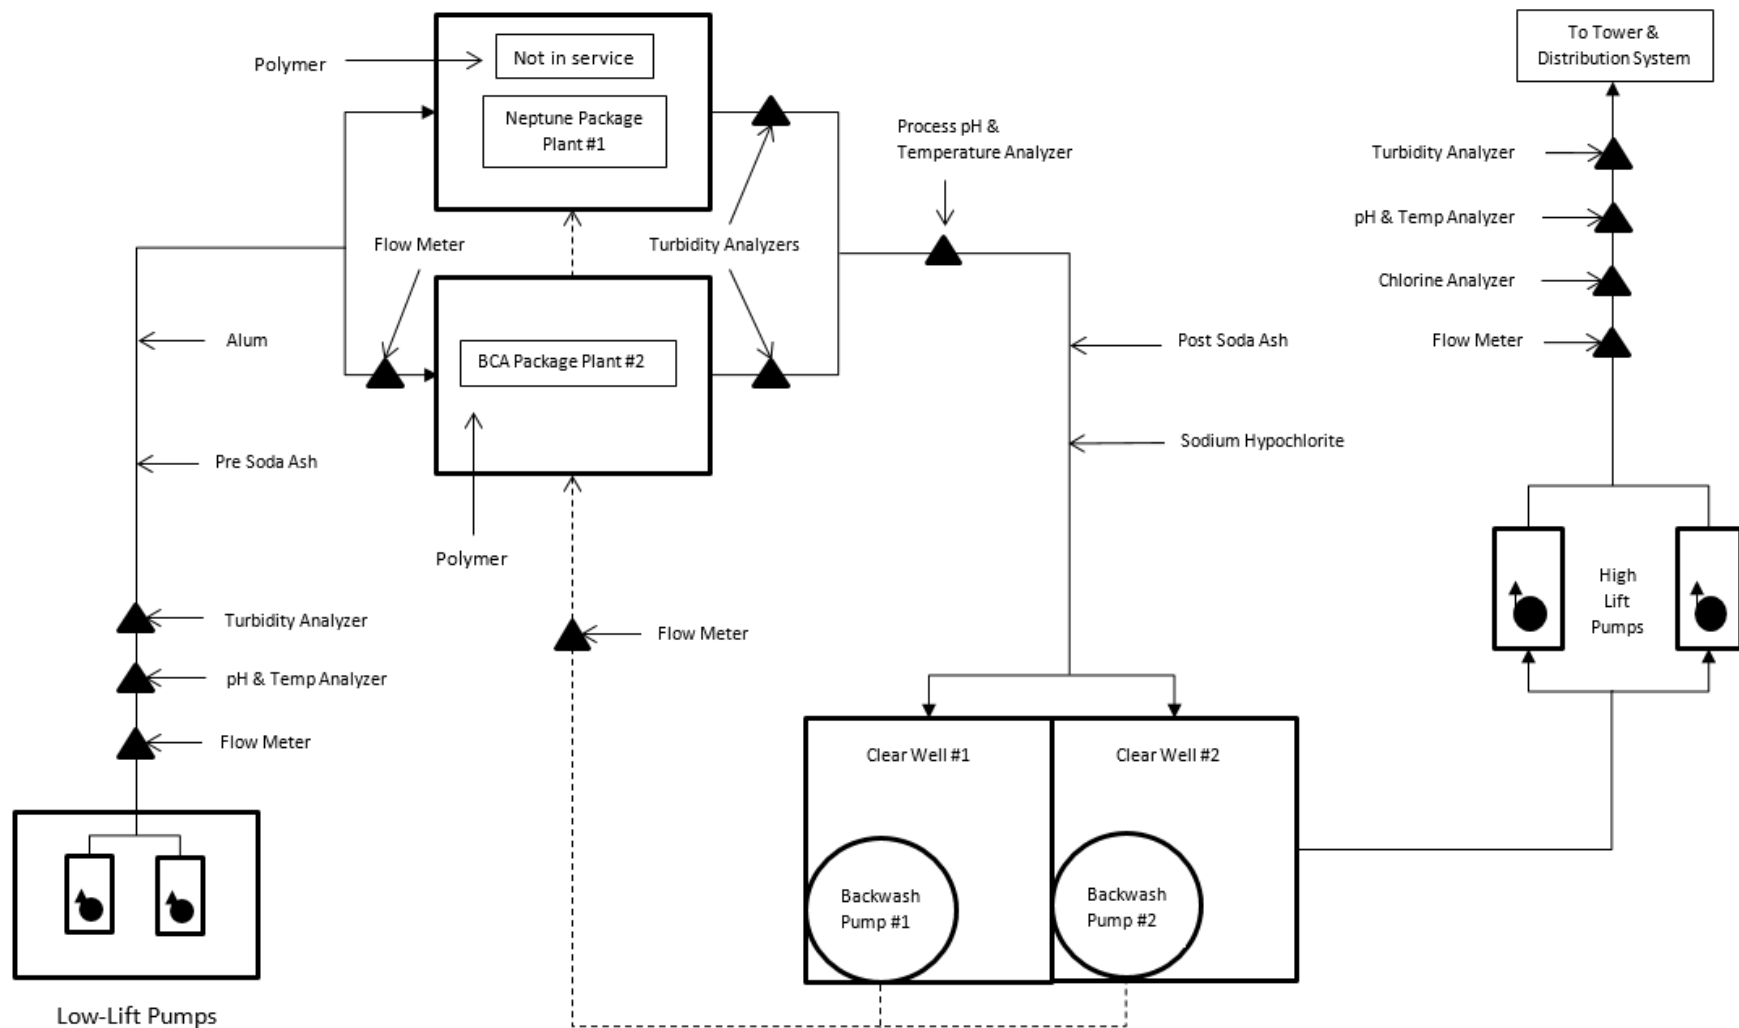 To Tower &
Distribution System
Polymer
Not in service
Neptune Package
Plant #1
Process pH &
Temperature Analyzer
Turbidity Analyzer
pH & Temp Analyzer
Flow Meter
Turbidity Analyzers
Chlorine Analyzer
Alum
BCA Package Plant #2
Post Soda Ash
Flow Meter
Pre Soda Ash
Sodium Hypochlorite
Polymer
High
Lift
Pumps
Turbidity Analyzer
Flow Meter
pH & Temp Analyzer
Flow Meter
Clear Well #1
Clear Well #2
Backwash
Pump #1
Backwash
Pump #2
Low-Lift Pumps